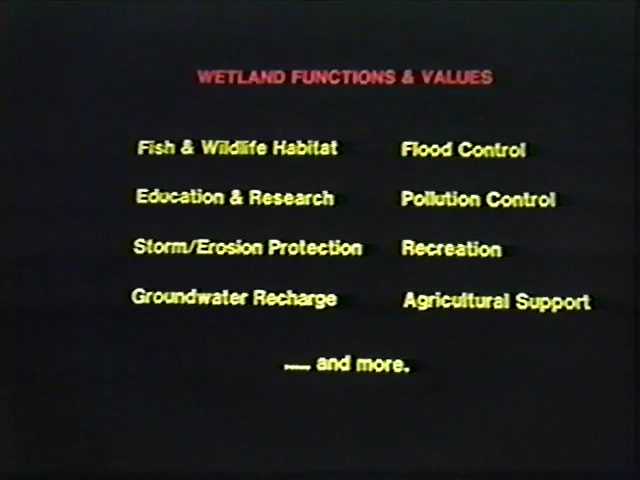 WETLAND FUNCTIONS & VALUES
Fish & Wildlife Habitat
Flood Control
Education & Research
Pollution Control
Storm/Erosion Protection
Recreation
Groundwater Recharge
Agricultural Support
..... and more.